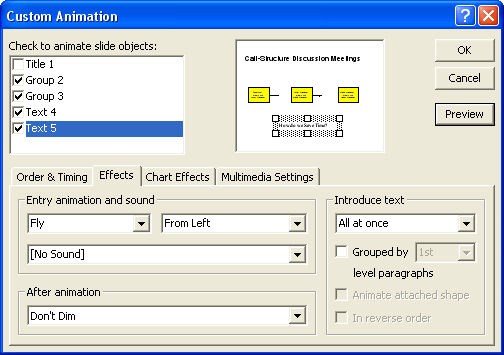 Custom Animation
Check to animate slide objects:
Title 1
Group 2
Group 3
Text 4
Text 5
Call-Structure Discussion Meetings
OK
Cancel
Preview
Order & Timing
Effects
Chart Effects
Multimedia Settings
Entry animation and sound
Fly
From Left
[No Sound]
After animation
Don't Dim
Introduce text
All at once
Grouped by
1st
level paragraphs
Animate attached shape
In reverse order